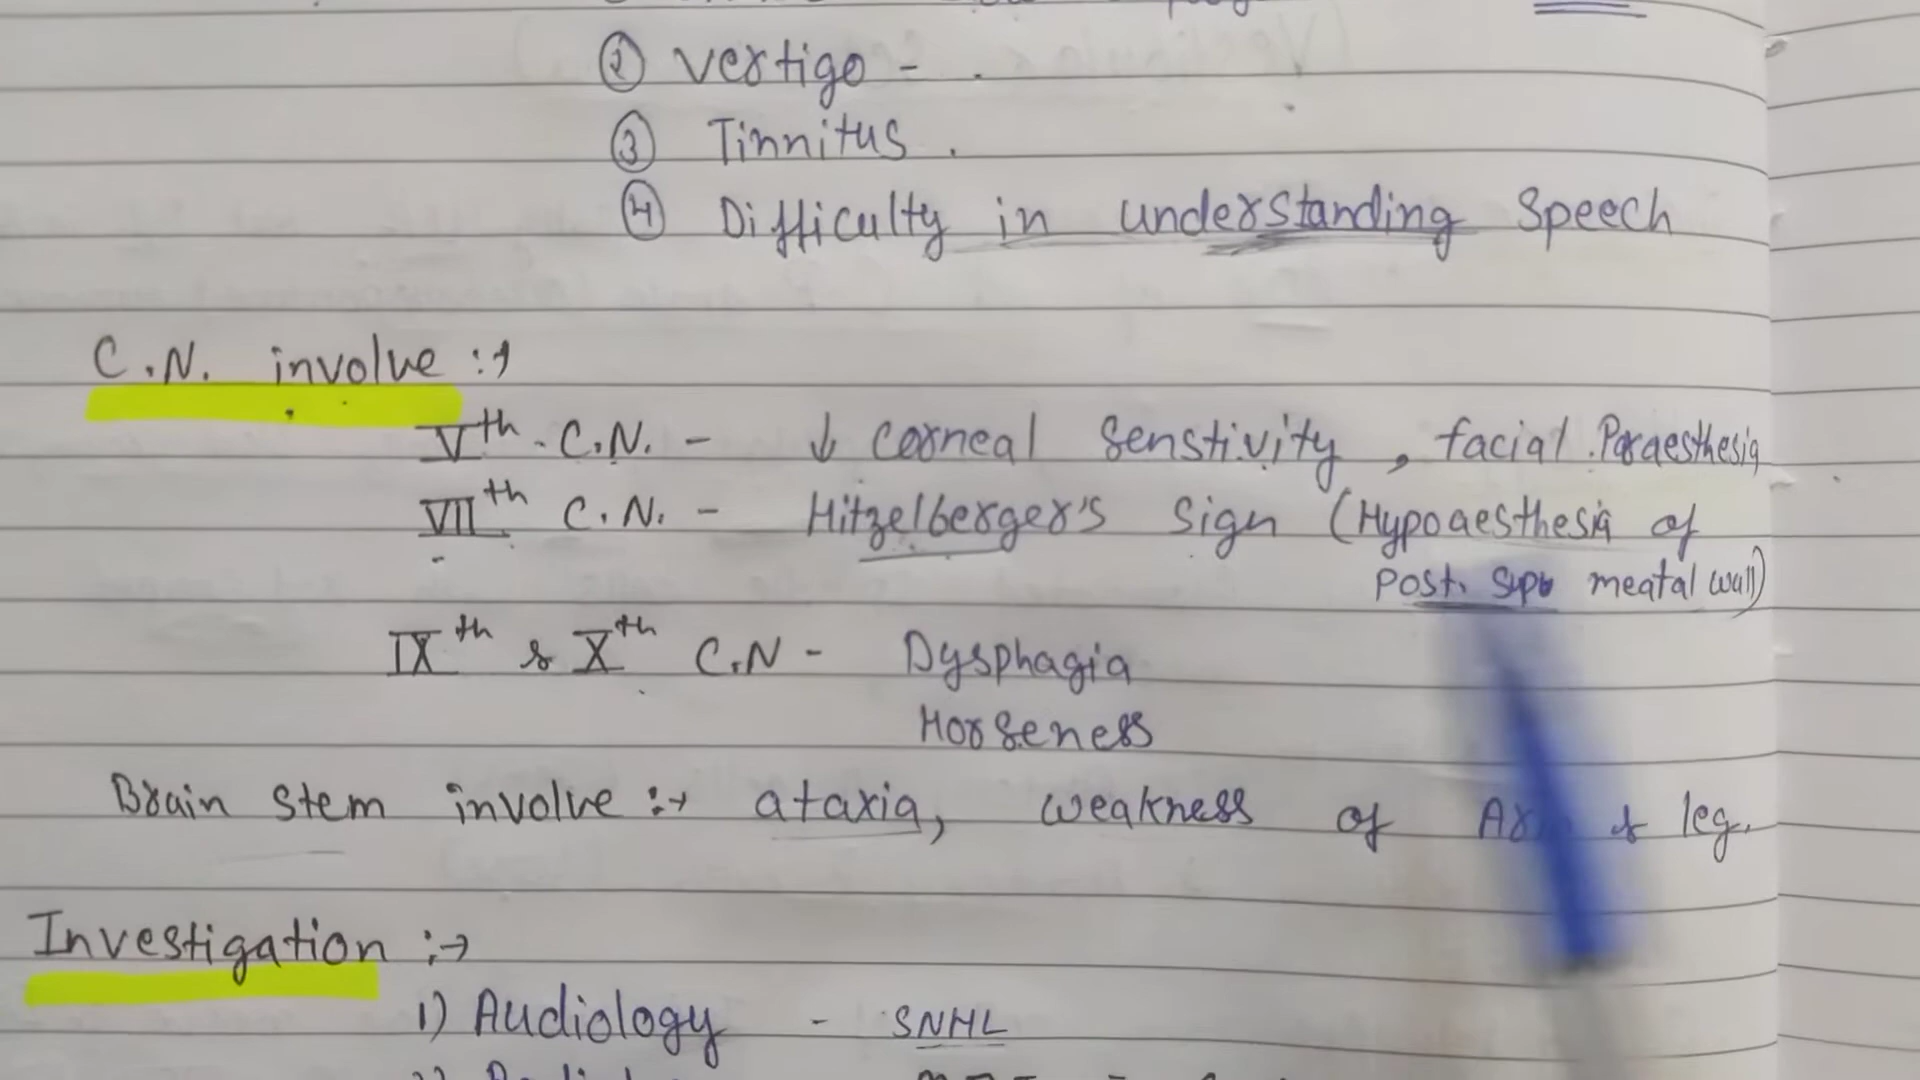 ② Vertigo - .
③ Tinnitus .
④ Difficulty in understanding Speech
C.N. involve :→
Vth C.N. - ↓ Corneal Senstivity , facial Paraesthesia
VIIth C.N. - Hitzelberger's Sign (Hypoaesthesia of
Post. Sup meatal wall)
IXth & Xth C.N - Dysphagia
Horseness
Brain stem involve :→ ataxia, weakness of & leg.
Investigation :→
1) Audiology - SNHL